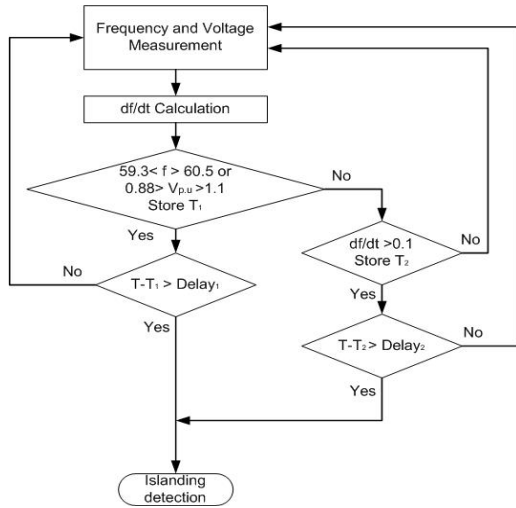 Frequency and Voltage
Measurement
df/dt Calculation
59.3< f > 60.5 or
0.88> Vp.u >1.1
Store T1
No
Yes
df/dt >0.1
Store T2
No
No
T-T1 > Delay1
Yes
Yes
T-T2 > Delay2
No
Yes
Islanding
detection